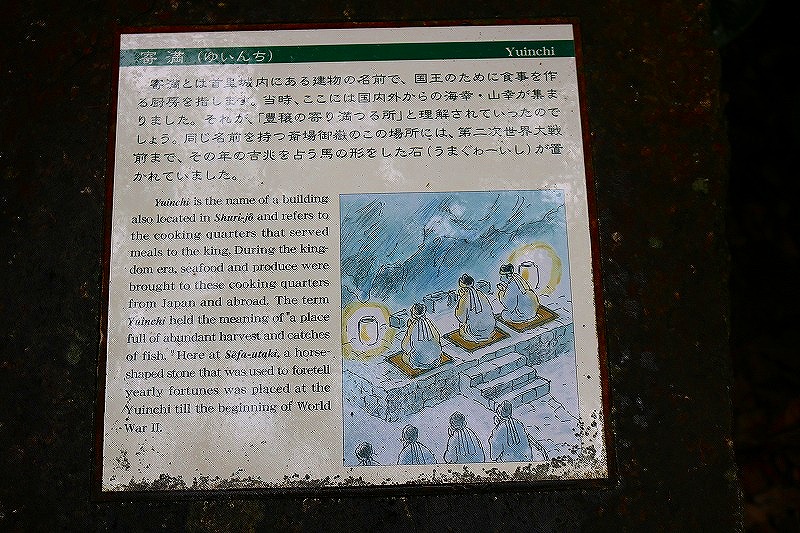 寄満 (ゆいんち)
Yuinchi
寄満とは首里城内にある建物の名前で、国王のために食事を作
る厨房を指します。当時、ここには国内外からの海幸・山幸が集ま
りました。それが、「豊穣の寄り満つる所」と理解されていったので
しょう。同じ名前を持つ斎場御嶽のこの場所には、第二次世界大戦
前まで、その年の吉兆を占う馬の形をした石(うまぐゎーいし)が置
かれていました。
Yuinchi is the name of a building
also located in Shuri-jō and refers to
the cooking quarters that served
meals to the king. During the king-
dom era, seafood and produce were
brought to these cooking quarters
from Japan and abroad. The term
Yuinchi held the meaning of "a place
full of abundant harvest and catches
of fish." Here at Sēfa-utaki, a horse-
shaped stone that was used to foretell
yearly fortunes was placed at the
Yuinchi till the beginning of World
War II.